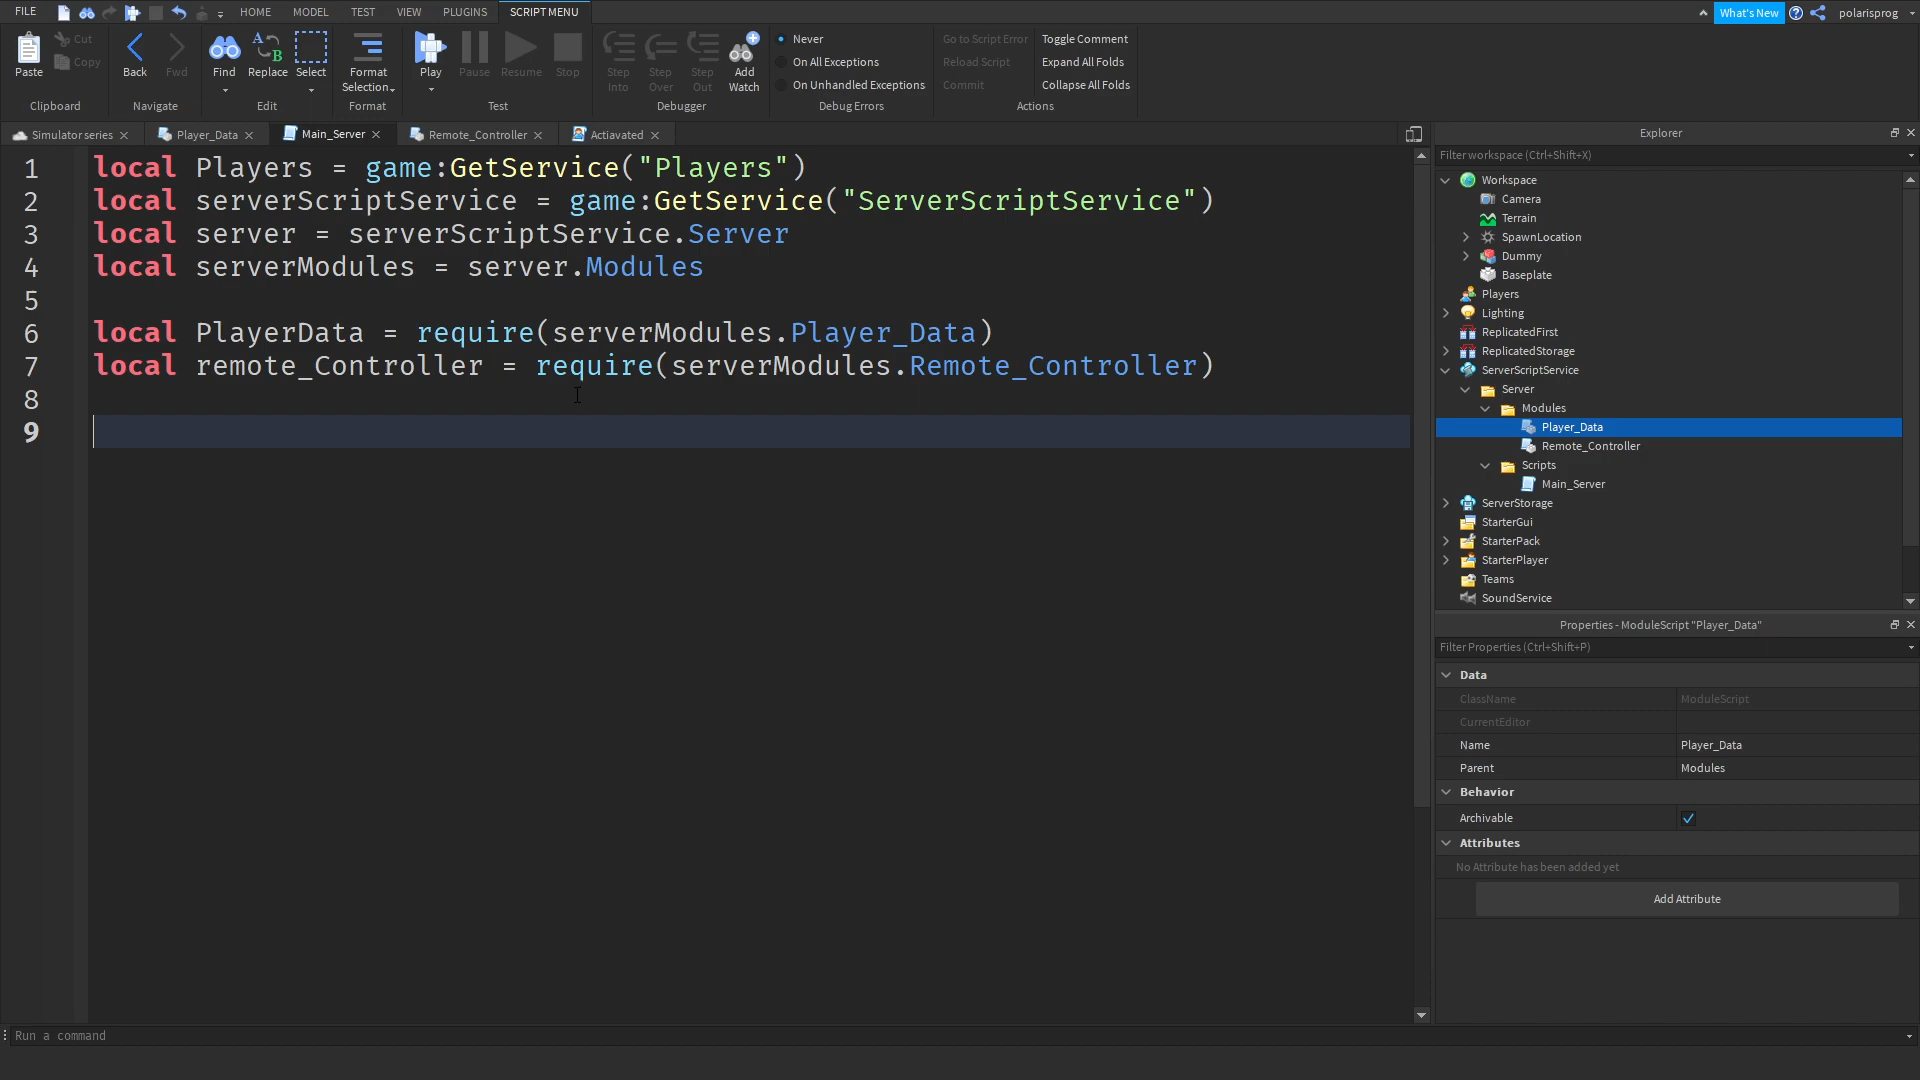 FILE
HOME
MODEL
TEST
VIEW
PLUGINS
SCRIPT MENU
What's New
polarisprog
Paste
Cut
Copy
Clipboard
Back
Fwd
Navigate
Find
Replace
Select
Edit
Format
Selection
Format
Play
Pause
Resume
Stop
Test
Step
Into
Step
Over
Step
Out
Add
Watch
Debugger
Never
On All Exceptions
On Unhandled Exceptions
Debug Errors
Go to Script Error
Reload Script
Commit
Toggle Comment
Expand All Folds
Collapse All Folds
Actions
Simulator series
Player_Data
Main_Server
Remote_Controller
Actiavated
1 local Players = game:GetService("Players")
2 local serverScriptService = game:GetService("ServerScriptService")
3 local server = serverScriptService.Server
4 local serverModules = server.Modules
5
6 local PlayerData = require(serverModules.Player_Data)
7 local remote_Controller = require(serverModules.Remote_Controller)
8
9
Explorer
Filter workspace (Ctrl+Shift+X)
Workspace
Camera
Terrain
SpawnLocation
Dummy
Baseplate
Players
Lighting
ReplicatedFirst
ReplicatedStorage
ServerScriptService
Server
Modules
Player_Data
Remote_Controller
Scripts
Main_Server
ServerStorage
StarterGui
StarterPack
StarterPlayer
Teams
SoundService
Properties - ModuleScript "Player_Data"
Filter Properties (Ctrl+Shift+P)
Data
ClassName ModuleScript
CurrentEditor
Name Player_Data
Parent Modules
Behavior
Archivable
Attributes
No Attribute has been added yet
Add Attribute
Run a command